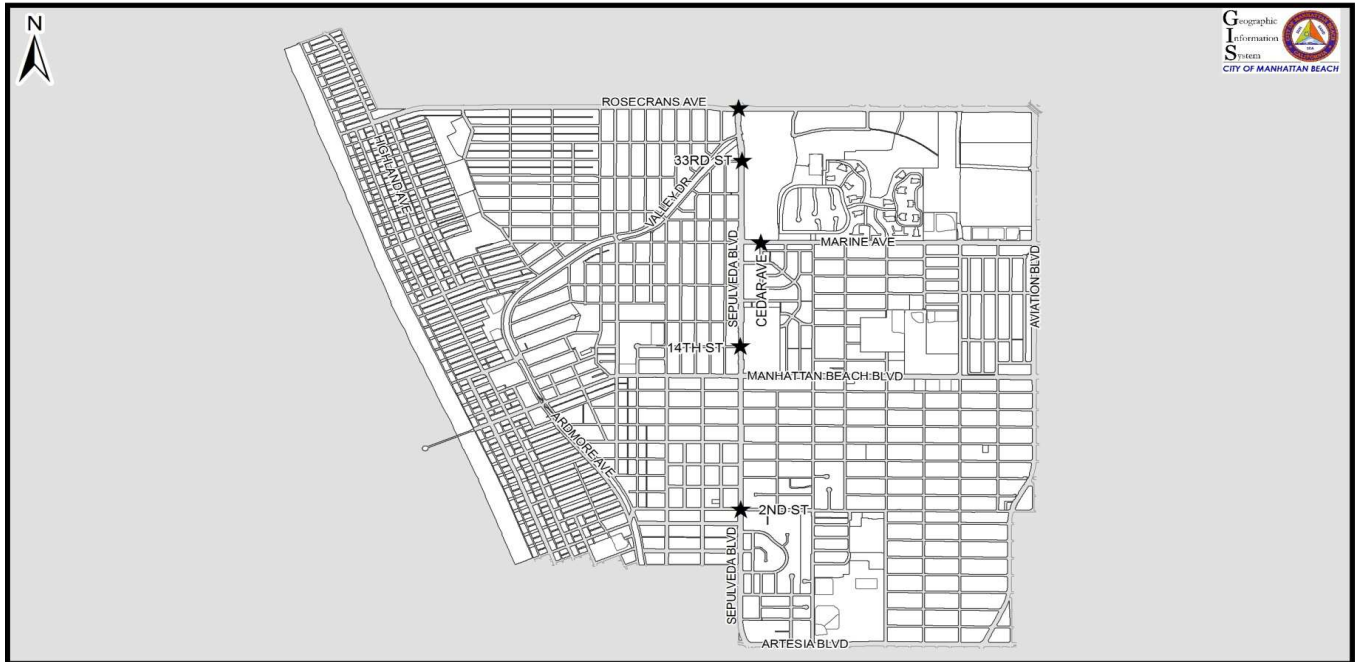 N
Geographic
Information
System
CITY OF MANHATTAN BEACH
ROSECRANS AVE
33RD ST
HIGHLAND AVE
VALLEY DR
SEPULVEDA BLVD
MARINE AVE
CEDAR AVE
AVIATION BLVD
14TH ST
MANHATTAN BEACH BLVD
ARDMORE AVE
2ND ST
SEPULVEDA BLVD
ARTESIA BLVD